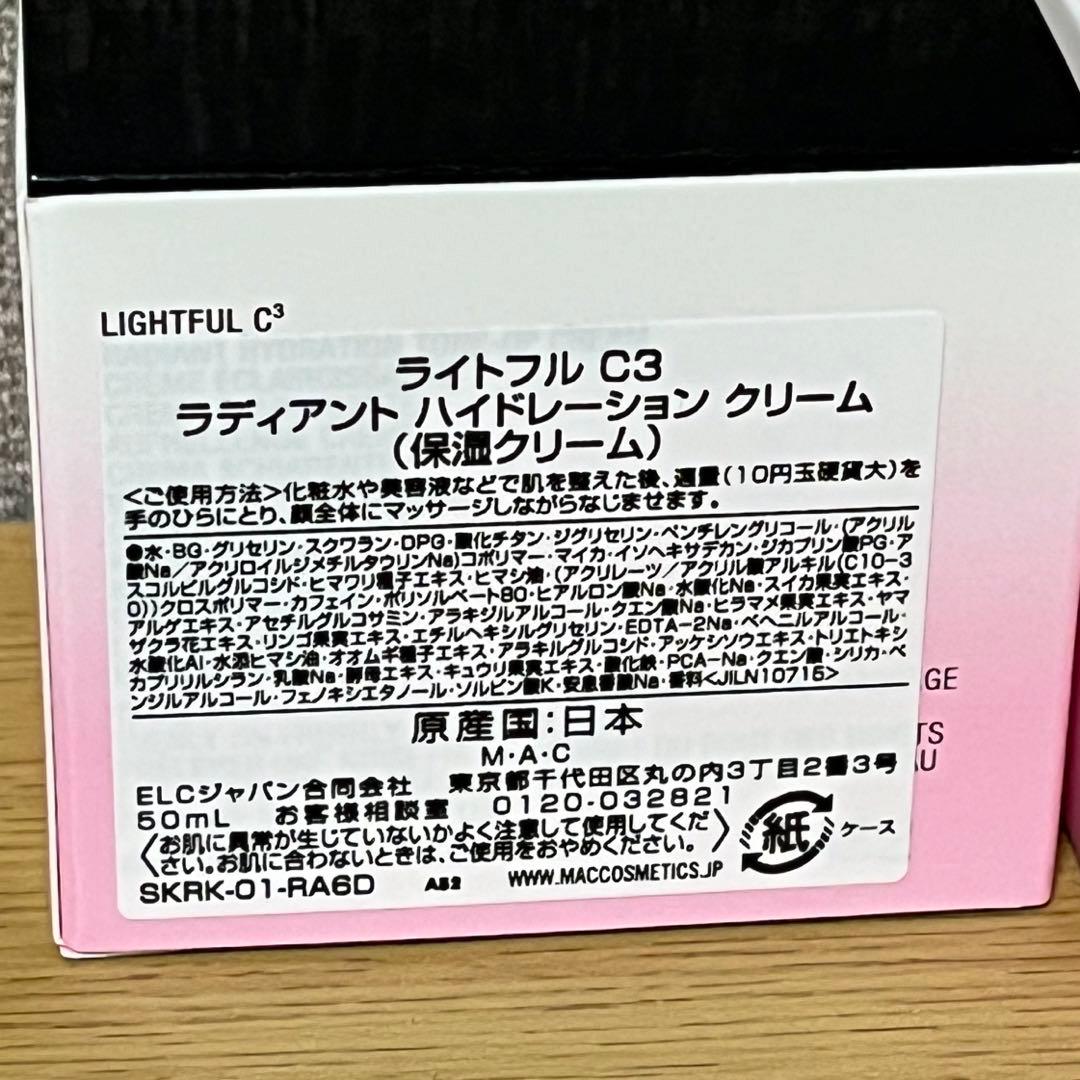 LIGHTFUL C³
ライトフル C3
ラディアント ハイドレーション クリーム
(保湿クリーム)
<ご使用方法>化粧水や美容液などで肌を整えた後、適量(10円玉硬貨大)を
手のひらにとり、顔全体にマッサージしながらなじませます。
●水・BG・グリセリン・スクワラン・DPG・酸化チタン・ジグリセリン・ペンチレングリコール・(アクリル
酸Na/アクリロイルジメチルタウリンNa)コポリマー・マイカ・イソヘキサデカン・ジカプリン酸PG・ア
スコルビルグルコシド・ヒマワリ種子エキス・ヒマシ油・(アクリレーツ/アクリル酸アルキル(C10-3
0))クロスポリマー・カフェイン・ポリソルベート80・ヒアルロン酸Na・水酸化Na・スイカ果実エキス・
アルゲエキス・アセチルグルコサミン・アラキジルアルコール・クエン酸Na・ヒラマメ果実エキス・ヤマ
ザクラ花エキス・リンゴ果実エキス・エチルヘキシルグリセリン・EDTA-2Na・ベヘニルアルコール・
水酸化Al・水添ヒマシ油・オオムギ種子エキス・アラキルグルコシド・アッケシソウエキス・トリエトキシ
カプリリルシラン・乳酸Na・酵母エキス・キュウリ果実エキス・酸化鉄・PCA-Na・クエン酸・シリカ・ベ
ンジルアルコール・フェノキシエタノール・ソルビン酸K・安息香酸Na・香料<JILN10715>
原産国:日本
M・A・C
ELCジャパン合同会社 東京都千代田区丸の内3丁目2番3号
50mL お客様相談室 0120-032821
〈お肌に異常が生じていないかよく注意して使用してくだ
さい。お肌に合わないときは、ご使用をおやめください。〉
紙 ケース
SKRK-01-RA6D A52 WWW.MACCOSMETICS.JP